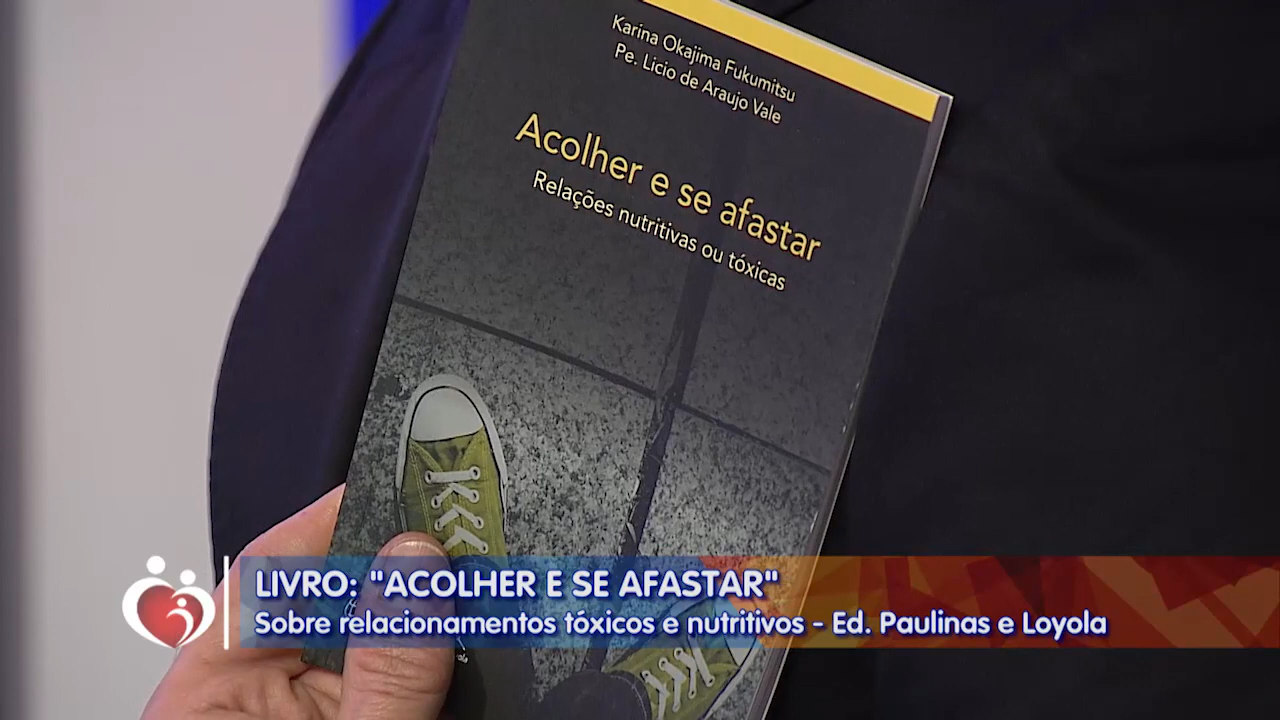 Karina Okajima Fukumitsu
Pe. Licio de Araujo Vale
Acolher e se afastar
Relações nutritivas ou tóxicas
LIVRO: "ACOLHER E SE AFASTAR"
Sobre relacionamentos tóxicos e nutritivos - Ed. Paulinas e Loyola